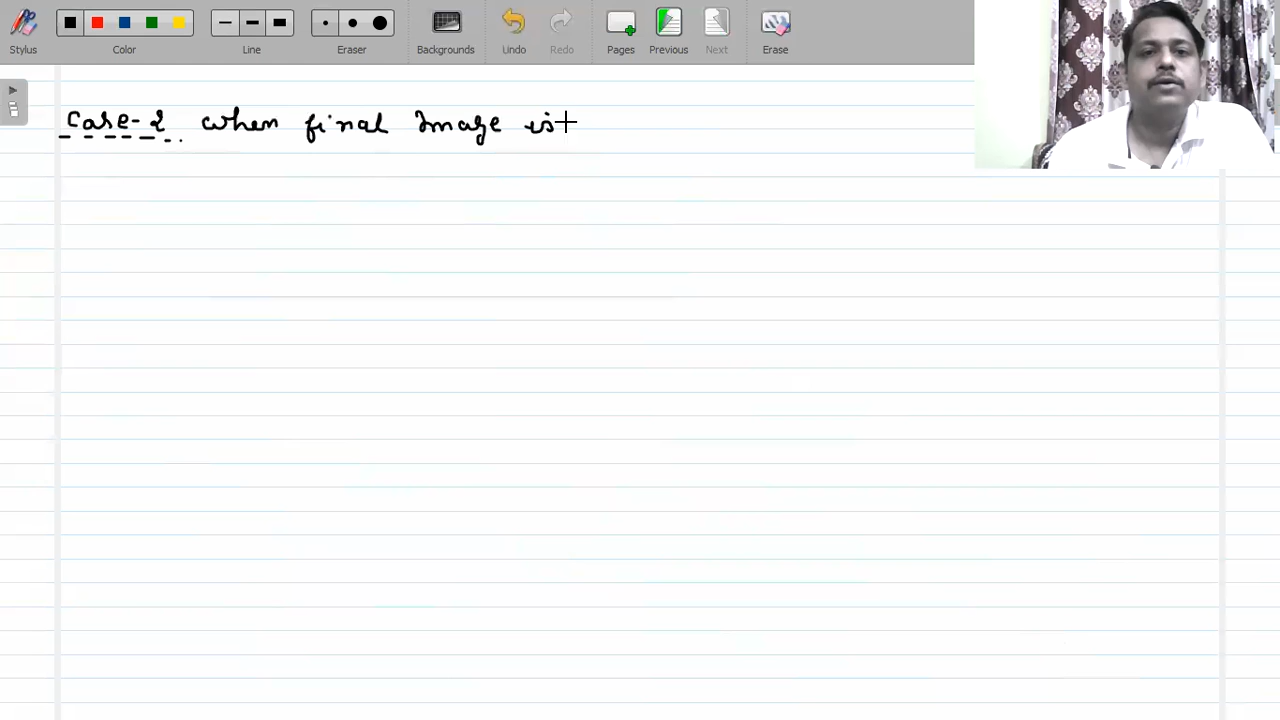 Stylus Color Line Eraser Backgrounds Undo Redo Pages Previous Next Erase
Case-2 when final Image is